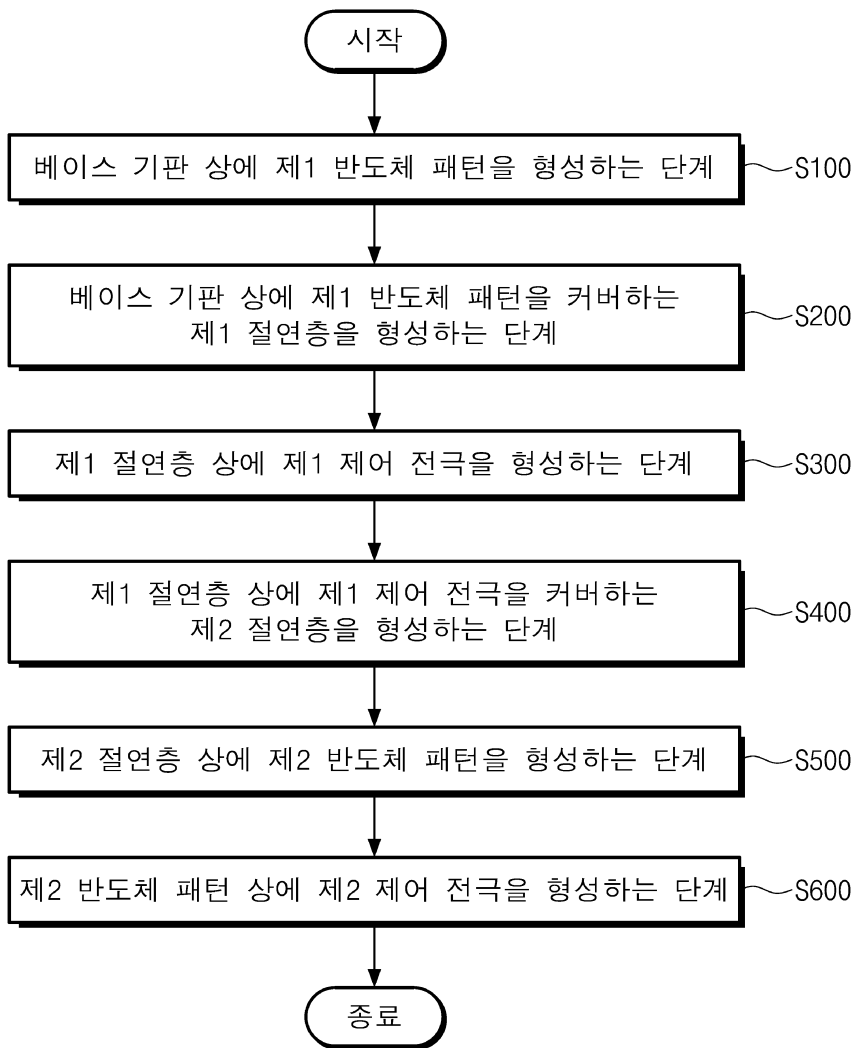 시작
베이스 기판 상에 제1 반도체 패턴을 형성하는 단계
S100
베이스 기판 상에 제1 반도체 패턴을 커버하는
제1 절연층을 형성하는 단계
S200
제1 절연층 상에 제1 제어 전극을 형성하는 단계
S300
제1 절연층 상에 제1 제어 전극을 커버하는
제2 절연층을 형성하는 단계
S400
제2 절연층 상에 제2 반도체 패턴을 형성하는 단계
S500
제2 반도체 패턴 상에 제2 제어 전극을 형성하는 단계
S600
종료